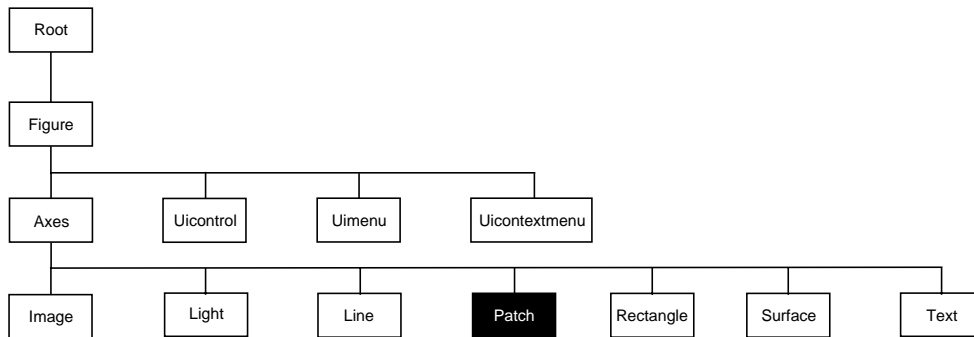 Root
Figure
Axes
Uicontrol
Uimenu
Uicontextmenu
Image
Light
Line
Patch
Rectangle
Surface
Text